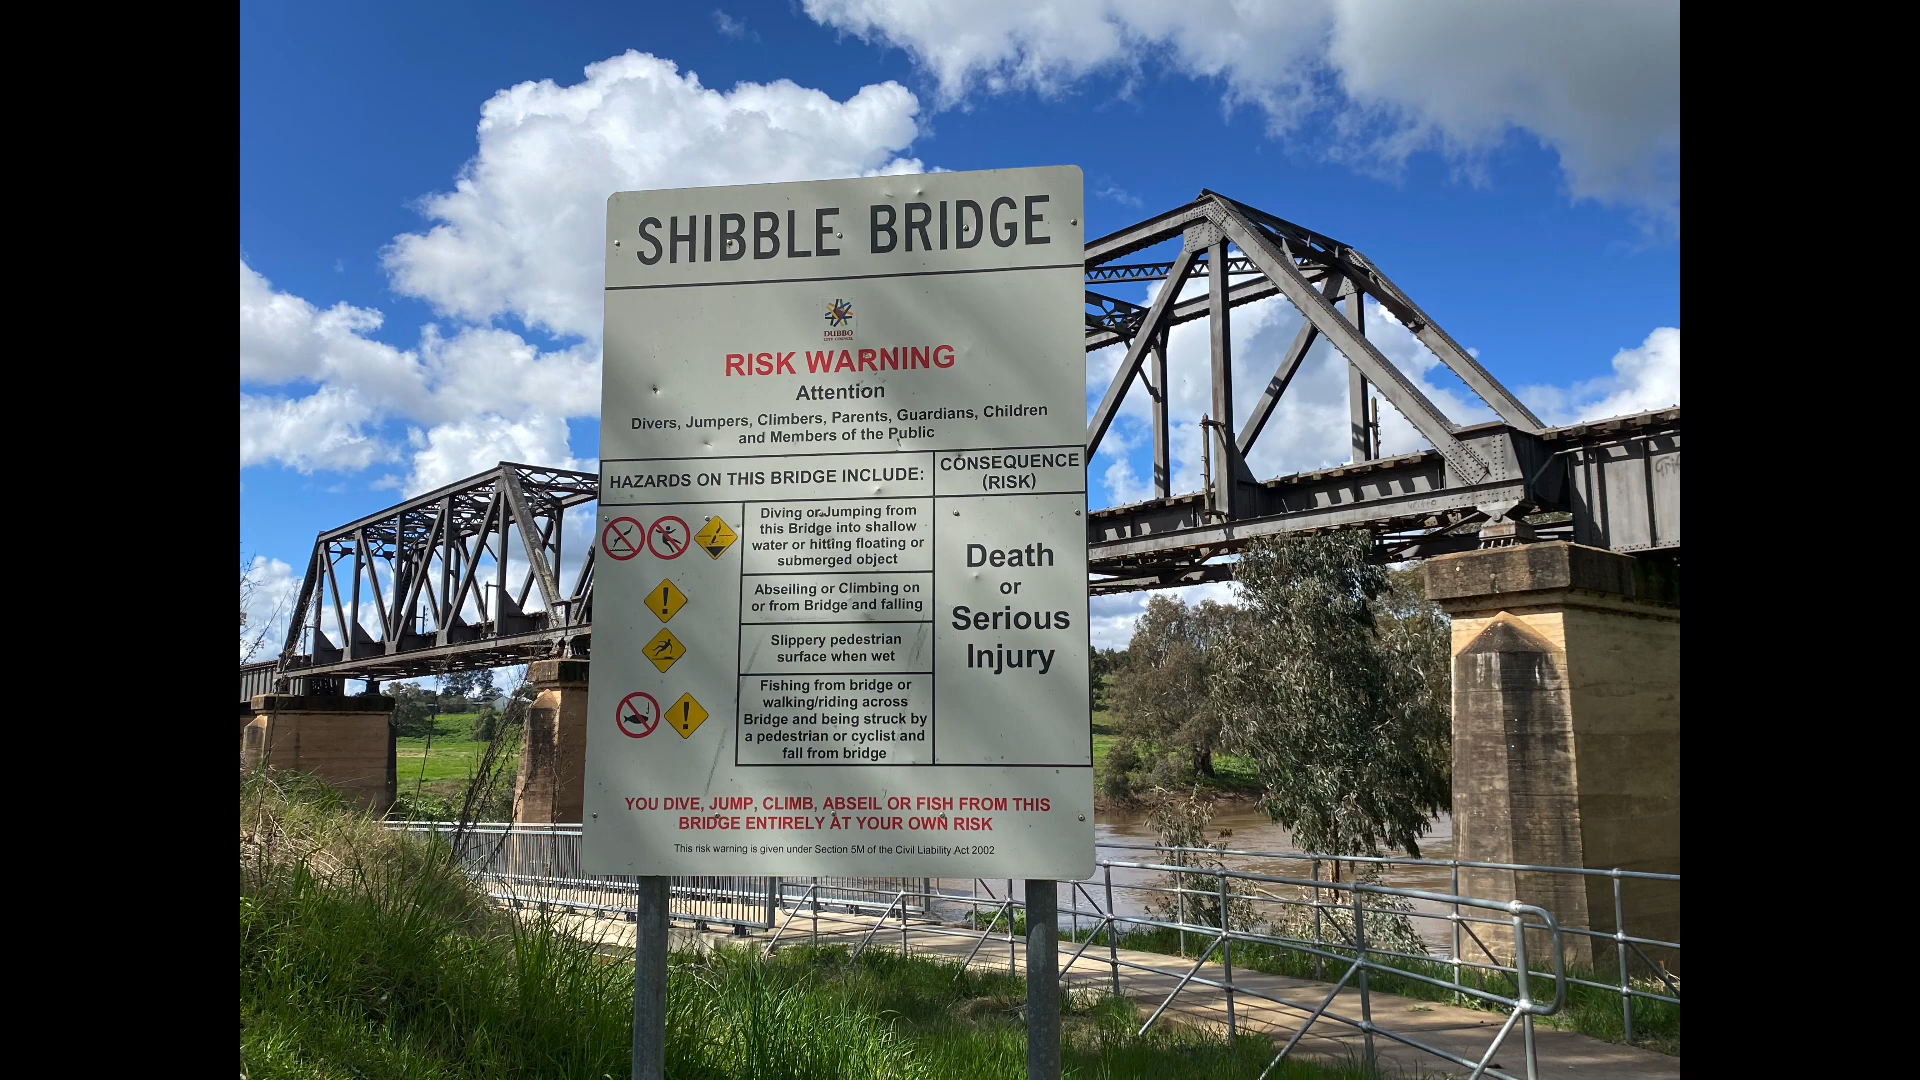 SHIBBLE BRIDGE
DUBBO
CITY COUNCIL
RISK WARNING
Attention
Divers, Jumpers, Climbers, Parents, Guardians, Children
and Members of the Public
HAZARDS ON THIS BRIDGE INCLUDE:
CONSEQUENCE
(RISK)
Diving or Jumping from
this Bridge into shallow
water or hitting floating or
submerged object
Abseiling or Climbing on
or from Bridge and falling
Slippery pedestrian
surface when wet
Fishing from bridge or
walking/riding across
Bridge and being struck by
a pedestrian or cyclist and
fall from bridge
Death
or
Serious
Injury
YOU DIVE, JUMP, CLIMB, ABSEIL OR FISH FROM THIS
BRIDGE ENTIRELY AT YOUR OWN RISK
This risk warning is given under Section 5M of the Civil Liability Act 2002